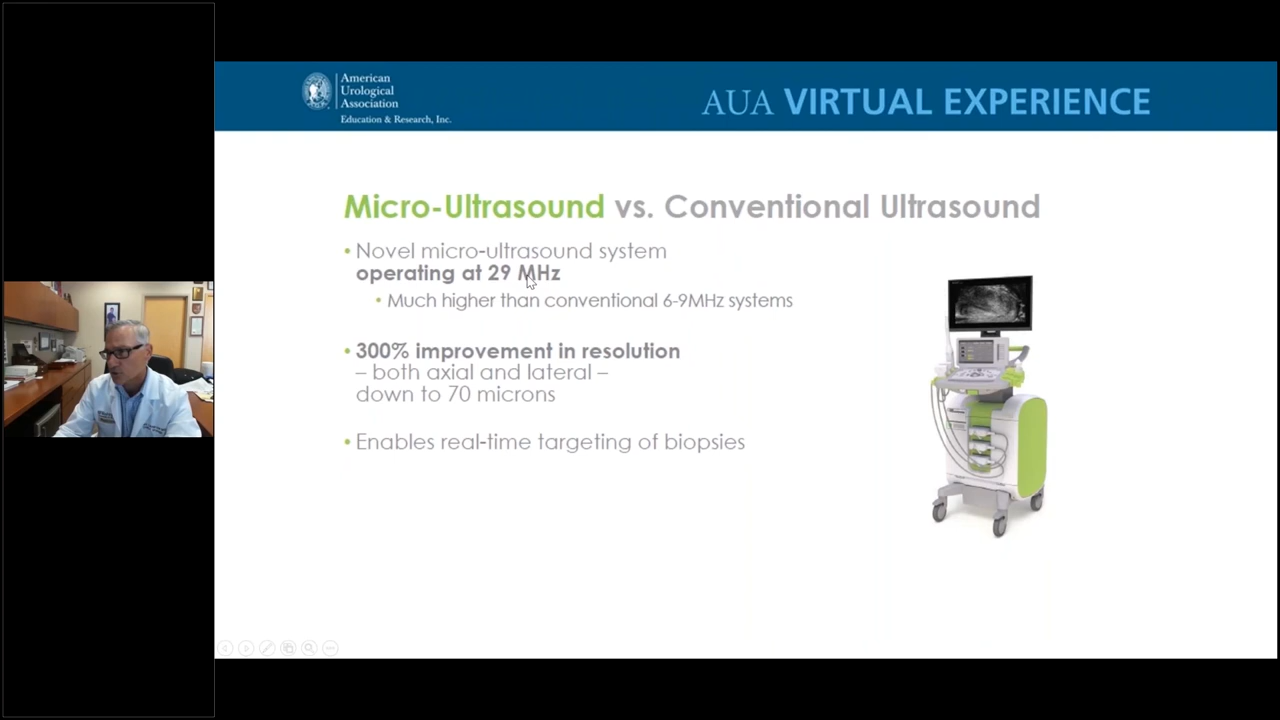 American
Urological
Association
Education & Research, Inc.
AUA VIRTUAL EXPERIENCE
Micro-Ultrasound vs. Conventional Ultrasound
• Novel micro-ultrasound system
operating at 29 MHz
• Much higher than conventional 6-9MHz systems
• 300% improvement in resolution
– both axial and lateral –
down to 70 microns
• Enables real-time targeting of biopsies